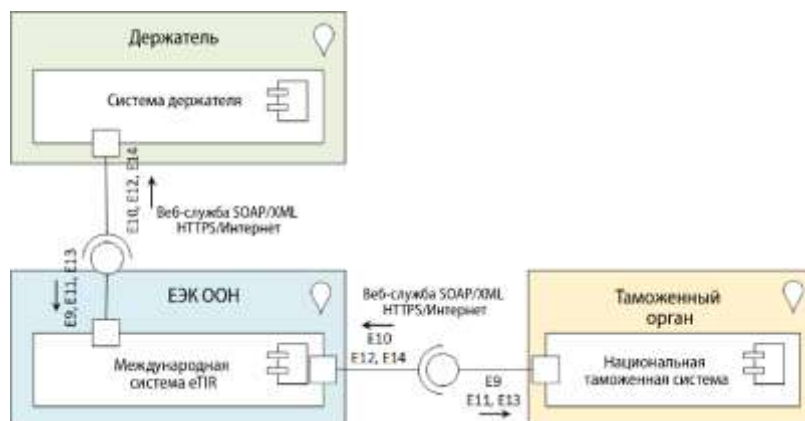 Держатель
Система держателя
E10, E12, E14
Веб-служба SOAP/XML
HTTPS/Интернет
E9, E11, E13
ЕЭК ООН
Международная
система eTIR
Веб-служба SOAP/XML
HTTPS/Интернет
E10
E12, E14
E9
E11, E13
Таможенный
орган
Национальная
таможенная система